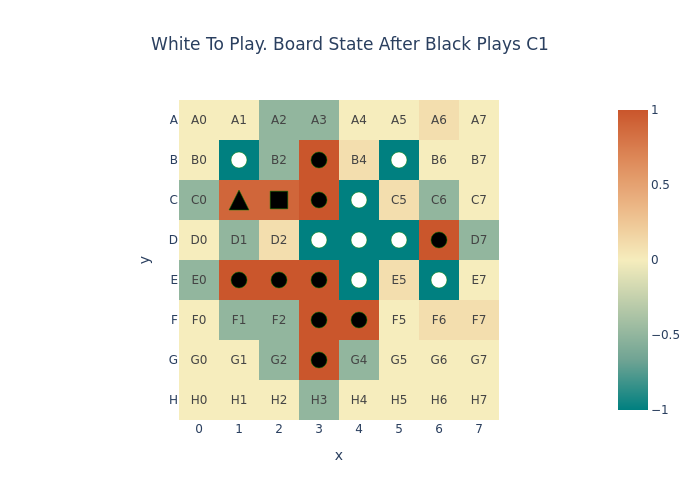 White To Play. Board State After Black Plays C1
A A0 A1 A2 A3 A4 A5 A6 A7 1
B B0 B2 B4 B6 B7
0.5
C C0 C5 C6 C7
D D0 D1 D2 D7
y 0
E E0 E5 E7
F F0 F1 F2 F5 F6 F7 −0.5
G G0 G1 G2 G4 G5 G6 G7
H H0 H1 H2 H3 H4 H5 H6 H7 −1
0 1 2 3 4 5 6 7
x